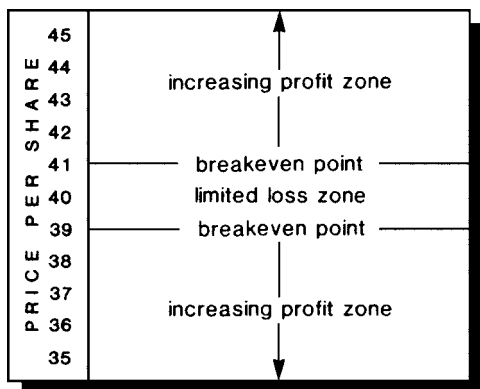 PRICE PER SHARE
45
44
increasing profit zone
43
42
41 breakeven point
40 limited loss zone
39 breakeven point
38
37
increasing profit zone
36
35